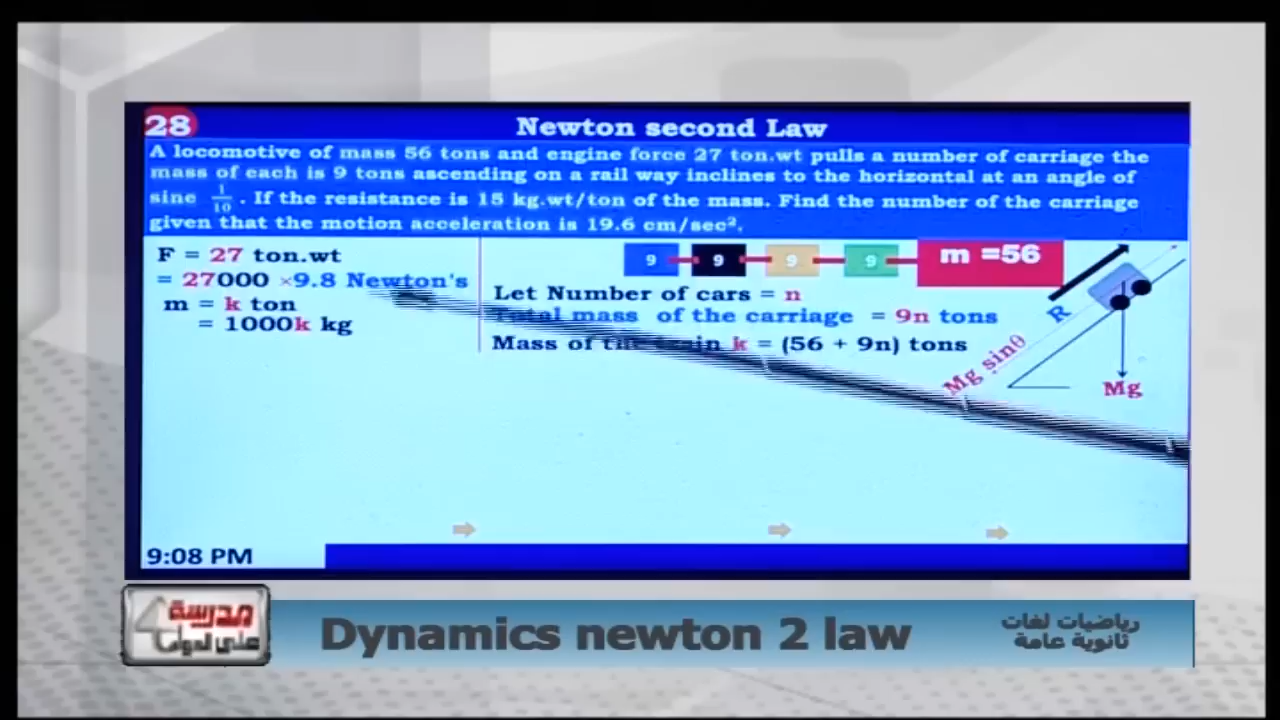 28
Newton second Law
A locomotive of mass 56 tons and engine force 27 ton.wt pulls a number of carriage the
mass of each is 9 tons ascending on a rail way inclines to the horizontal at an angle of
sine 1/10 . If the resistance is 15 kg.wt/ton of the mass. Find the number of the carriage
given that the motion acceleration is 19.6 cm/sec².
F = 27 ton.wt
= 27000 ×9.8 Newton's
m = k ton
= 1000k kg
9 9 9 9 m =56
Let Number of cars = n
Total mass of the carriage = 9n tons
Mass of the train k = (56 + 9n) tons
R
Mg sinθ
Mg
9:08 PM
مدرسة
على الهواء
Dynamics newton 2 law
رياضيات لغات
ثانوية عامة